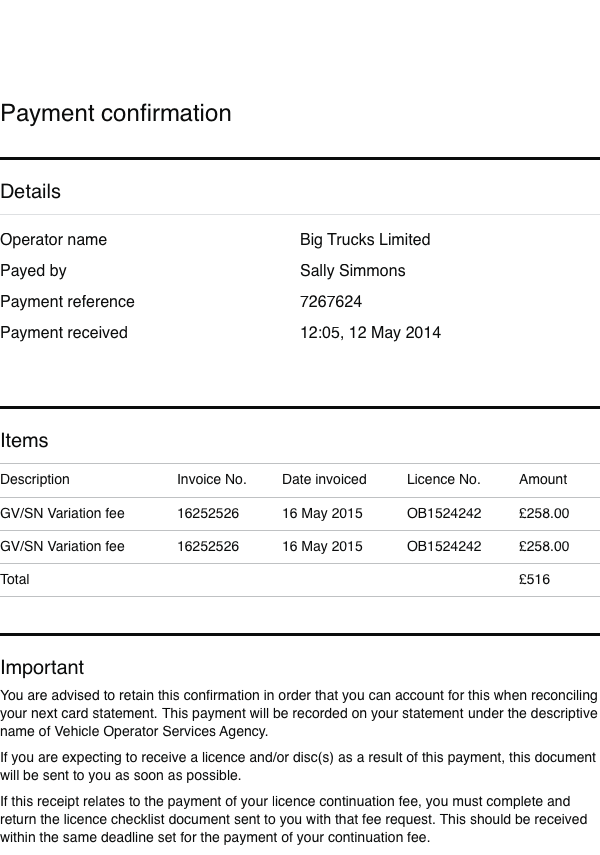 Payment confirmation
Details
Operator name Big Trucks Limited
Payed by Sally Simmons
Payment reference 7267624
Payment received 12:05, 12 May 2014
Items
Description Invoice No. Date invoiced Licence No. Amount
GV/SN Variation fee 16252526 16 May 2015 OB1524242 £258.00
GV/SN Variation fee 16252526 16 May 2015 OB1524242 £258.00
Total £516
Important
You are advised to retain this confirmation in order that you can account for this when reconciling
your next card statement. This payment will be recorded on your statement under the descriptive
name of Vehicle Operator Services Agency.
If you are expecting to receive a licence and/or disc(s) as a result of this payment, this document
will be sent to you as soon as possible.
If this receipt relates to the payment of your licence continuation fee, you must complete and
return the licence checklist document sent to you with that fee request. This should be received
within the same deadline set for the payment of your continuation fee.